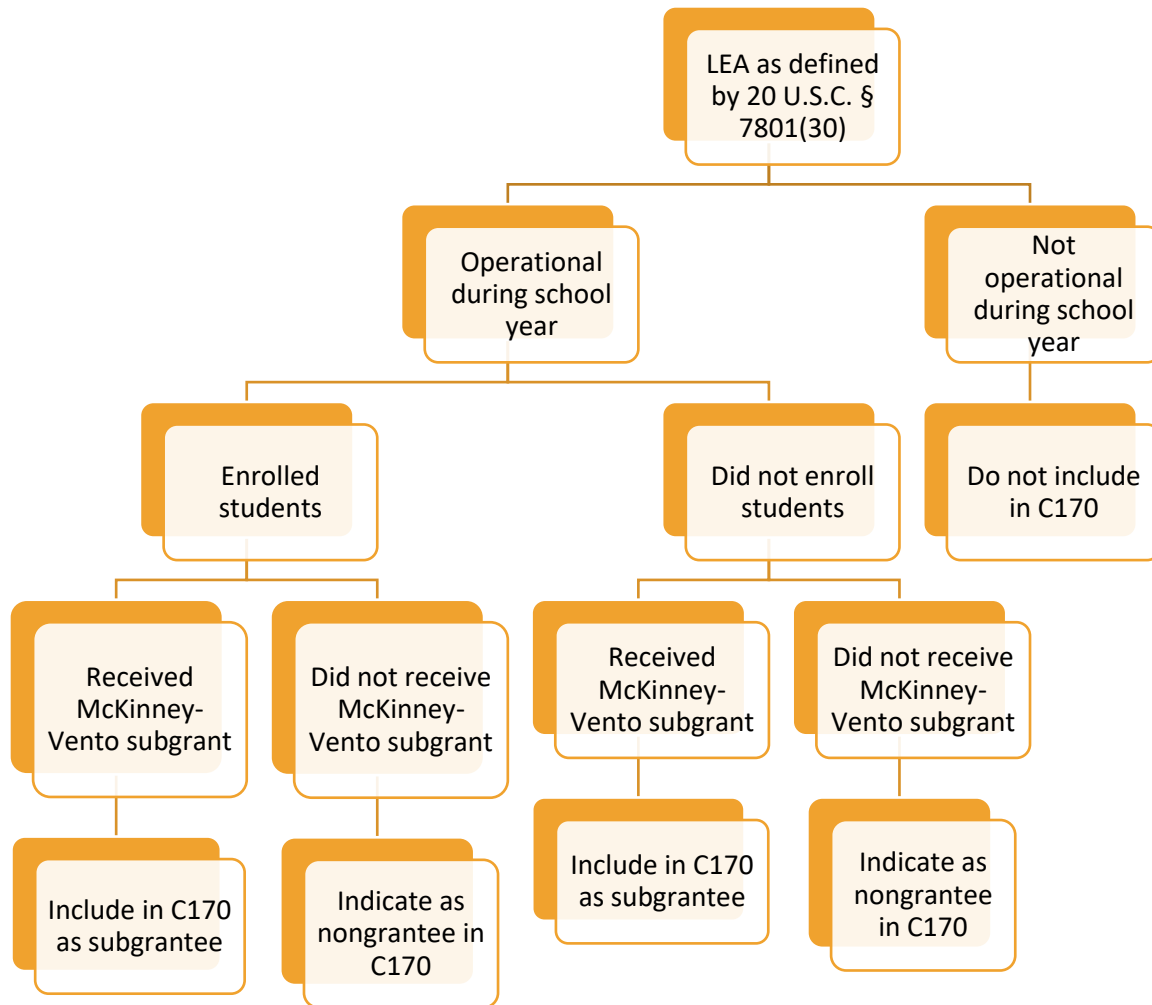 LEA as defined
by 20 U.S.C. §
7801(30)
Operational
during school
year
Not
operational
during school
year
Enrolled
students
Did not enroll
students
Do not include
in C170
Received
McKinney-
Vento subgrant
Did not receive
McKinney-
Vento subgrant
Received
McKinney-
Vento subgrant
Did not receive
McKinney-
Vento subgrant
Include in C170
as subgrantee
Indicate as
nongrantee in
C170
Include in C170
as subgrantee
Indicate as
nongrantee
in C170